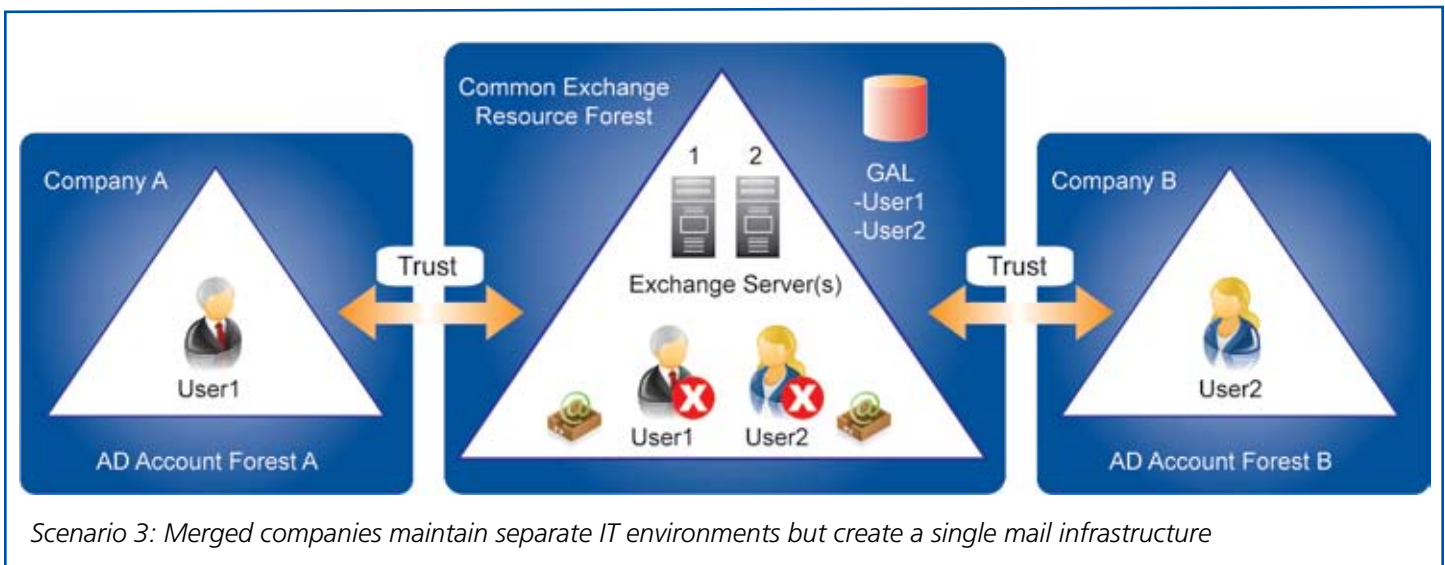 Company A
Trust
User1
AD Account Forest A
Common Exchange
Resource Forest
1 2
Exchange Server(s)
GAL
-User1
-User2
@
X
X
@
User1 User2
Trust
Company B
User2
AD Account Forest B
Scenario 3: Merged companies maintain separate IT environments but create a single mail infrastructure